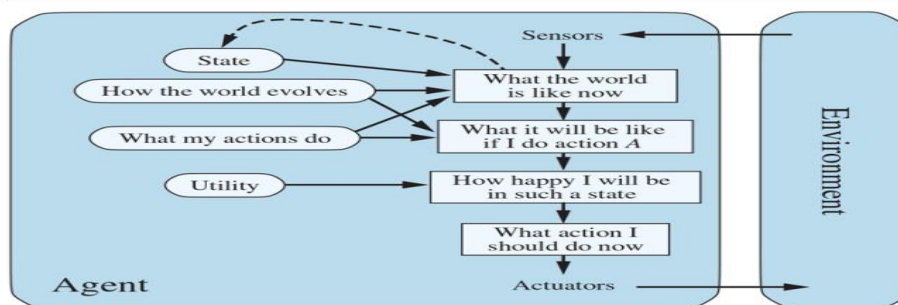 Sensors
State
What the world
is like now
How the world evolves
What my actions do
What it will be like
if I do action A
Utility
How happy I will be
in such a state
What action I
should do now
Agent
Actuators
Environment